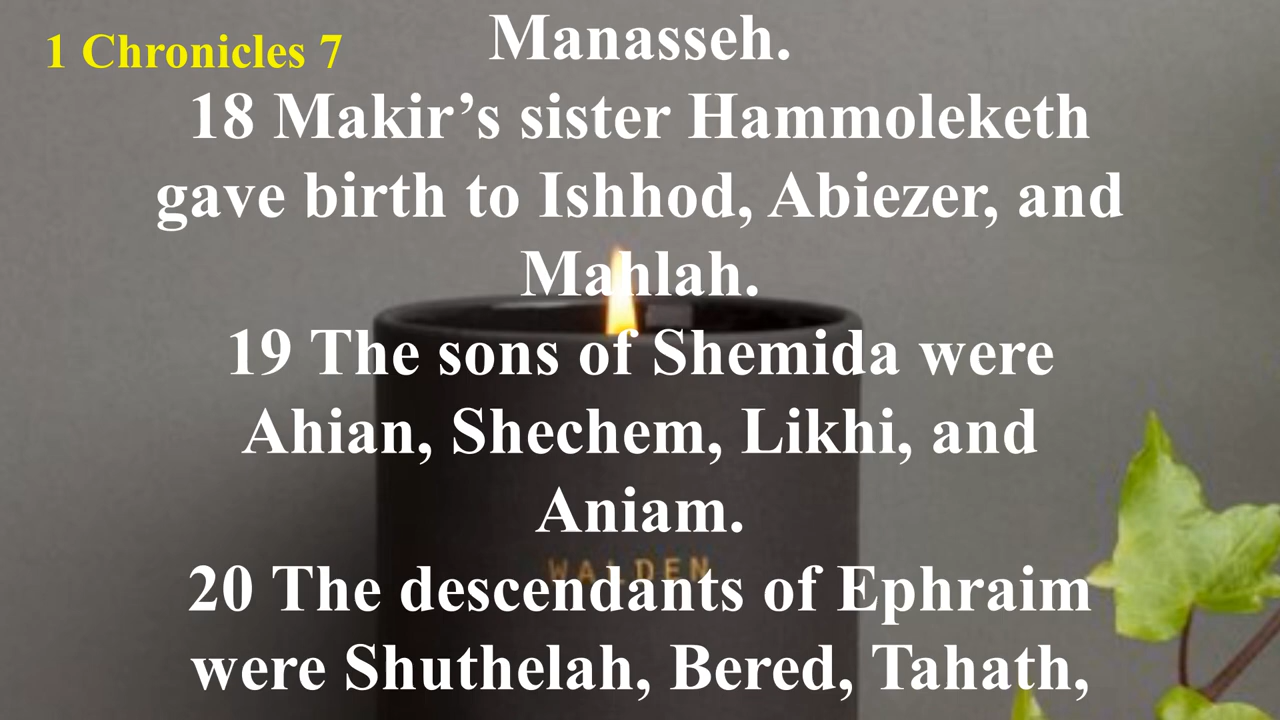 1 Chronicles 7
Manasseh.
18 Makir’s sister Hammoleketh
gave birth to Ishhod, Abiezer, and
Mahlah.
19 The sons of Shemida were
Ahian, Shechem, Likhi, and
Aniam.
WALDEN
20 The descendants of Ephraim
were Shuthelah, Bered, Tahath,